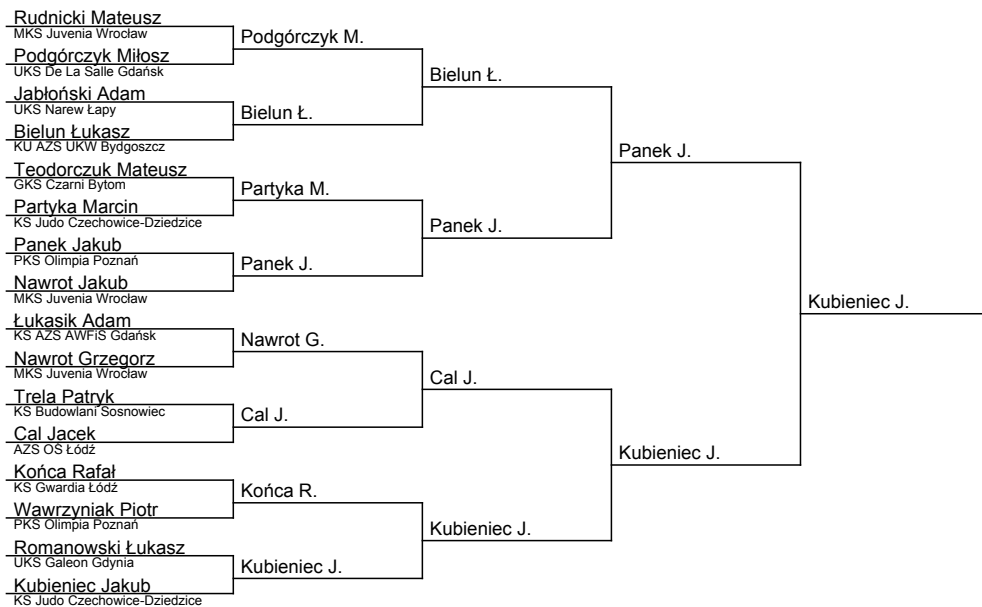 Rudnicki Mateusz
MKS Juvenia Wrocław
Podgórczyk Miłosz
UKS De La Salle Gdańsk
Jabłoński Adam
UKS Narew Łapy
Bielun Łukasz
KU AZS UKW Bydgoszcz
Teodorczuk Mateusz
GKS Czarni Bytom
Partyka Marcin
KS Judo Czechowice-Dziedzice
Panek Jakub
PKS Olimpia Poznań
Nawrot Jakub
MKS Juvenia Wrocław
Łukasik Adam
KS AZS AWFiS Gdańsk
Nawrot Grzegorz
MKS Juvenia Wrocław
Trela Patryk
KS Budowlani Sosnowiec
Cal Jacek
AZS OŚ Łódź
Końca Rafał
KS Gwardia Łódź
Wawrzyniak Piotr
PKS Olimpia Poznań
Romanowski Łukasz
UKS Galeon Gdynia
Kubieniec Jakub
KS Judo Czechowice-Dziedzice
Podgórczyk M.
Bielun Ł.
Partyka M.
Panek J.
Nawrot G.
Cal J.
Końca R.
Kubieniec J.
Bielun Ł.
Panek J.
Cal J.
Kubieniec J.
Panek J.
Kubieniec J.
Kubieniec J.